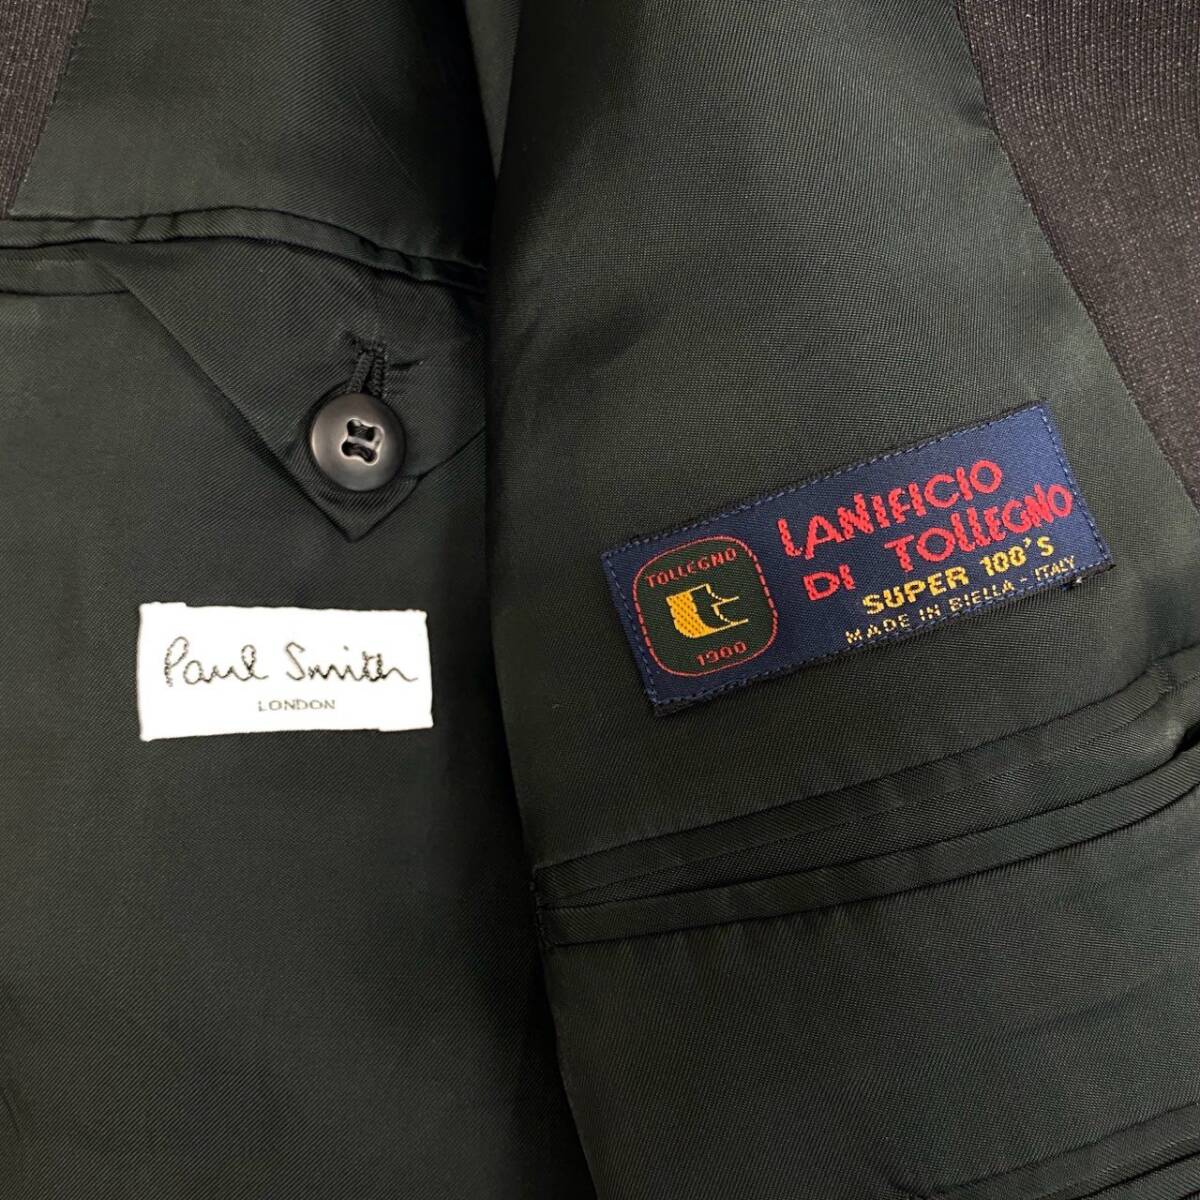 Paul Smith
LONDON
TOLLEGNO
1900
LANIFICIO
DI TOLLEGNO
SUPER 100'S
MADE IN BIELLA - ITALY